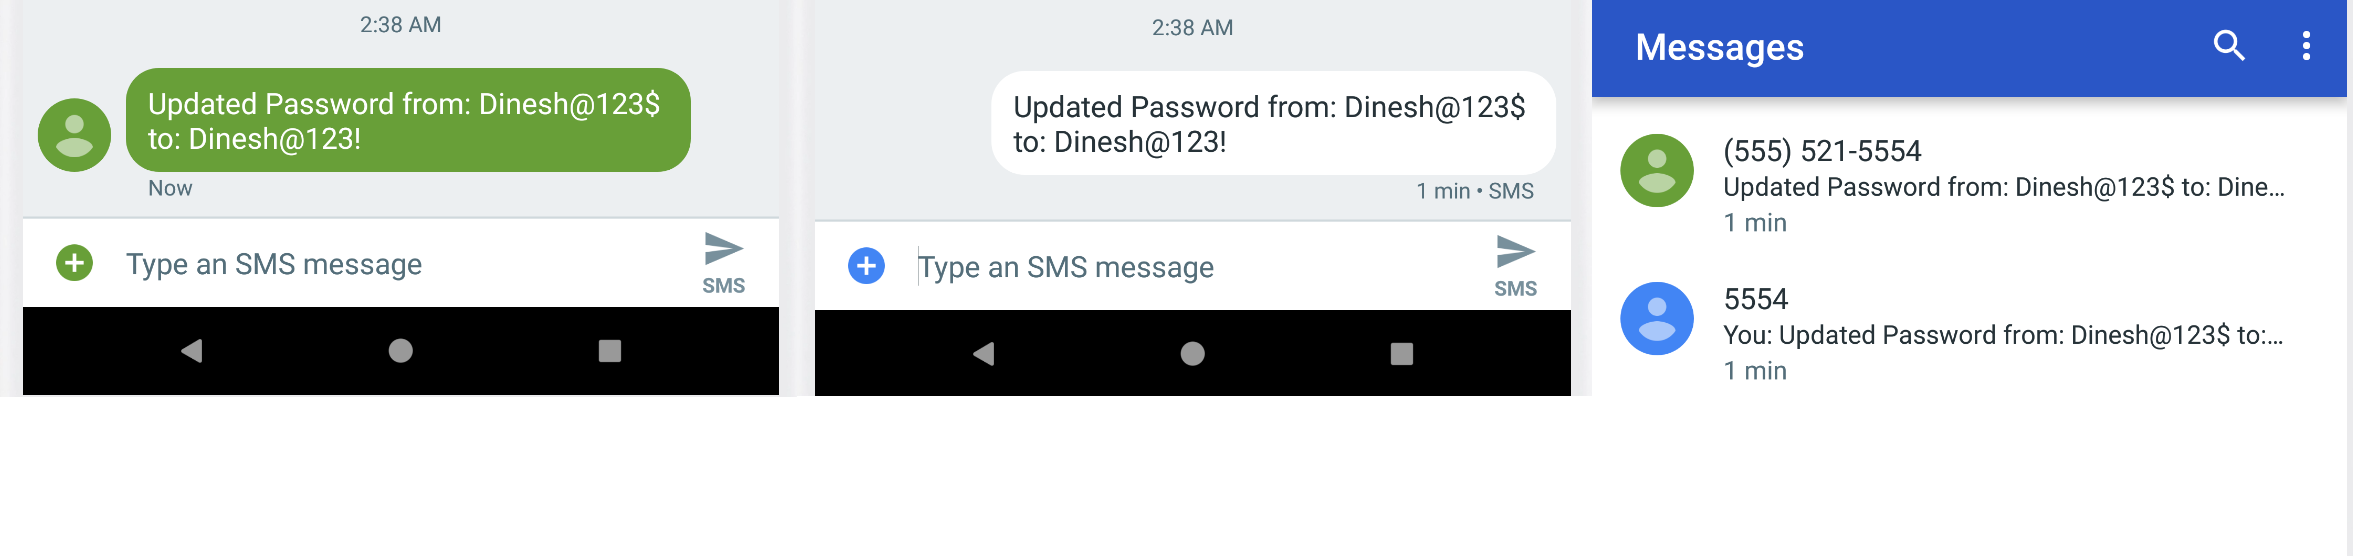 2:38 AM
Updated Password from: Dinesh@123$
to: Dinesh@123!
Now
Type an SMS message
SMS
2:38 AM
Updated Password from: Dinesh@123$
to: Dinesh@123!
1 min • SMS
Type an SMS message
SMS
Messages
(555) 521-5554
Updated Password from: Dinesh@123$ to: Dine...
1 min
5554
You: Updated Password from: Dinesh@123$ to:...
1 min